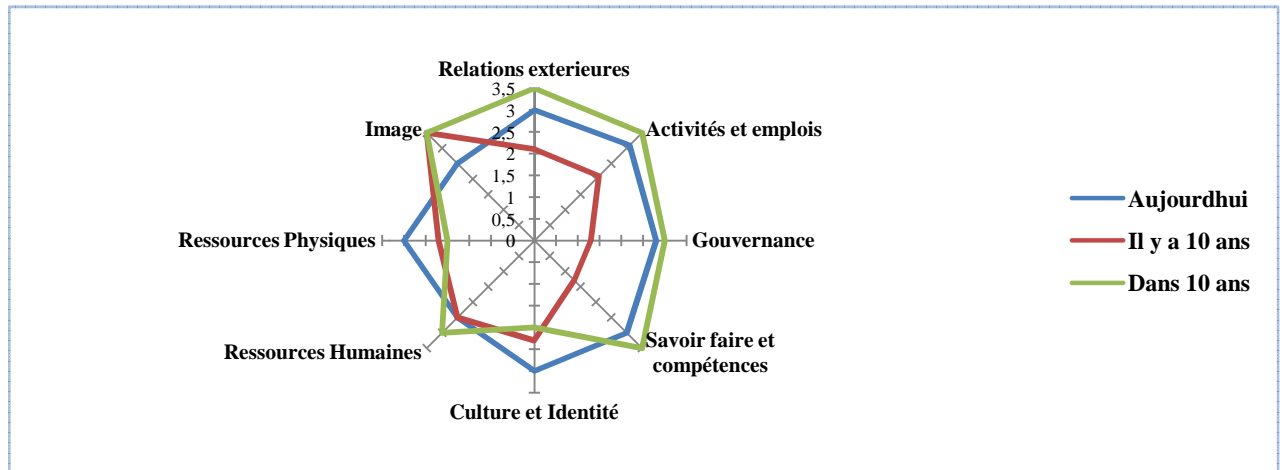 Relations exterieures
3,5
3
2,5
2
1,5
1
0,5
0
Image
Activités et emplois
Ressources Physiques
Gouvernance
Ressources Humaines
Savoir faire et
compétences
Culture et Identité
Aujourdhui
Il y a 10 ans
Dans 10 ans